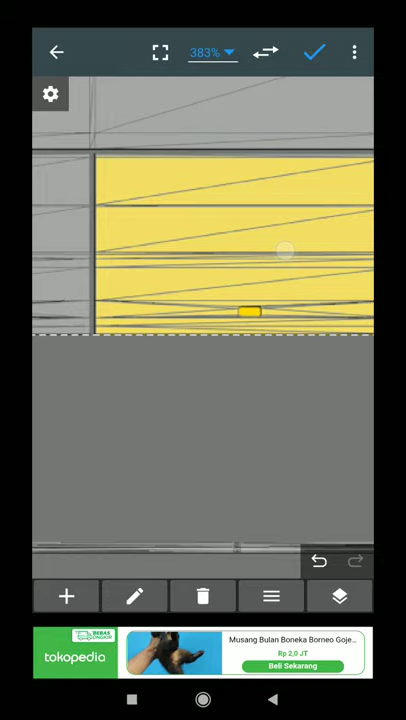 383%
BEBAS ONGKIR
tokopedia
Musang Bulan Boneka Borneo Goje...
Rp 2,0 JT
Beli Sekarang